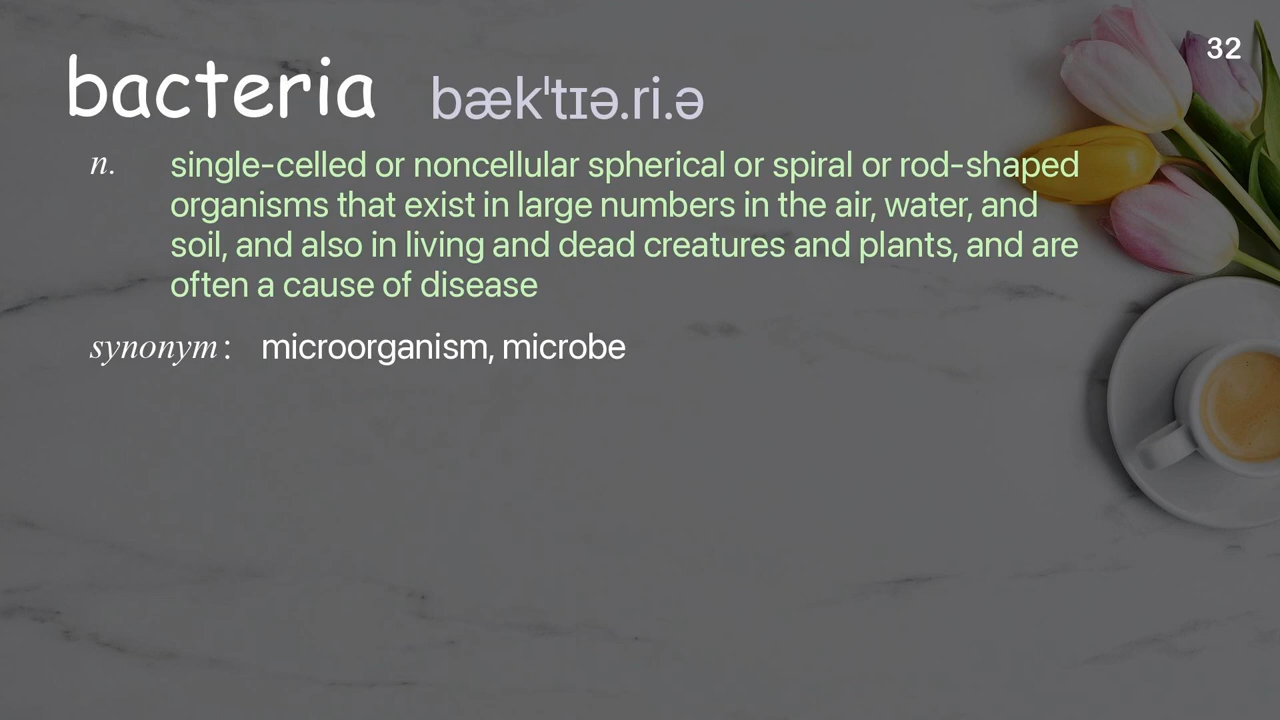 32
bacteria bækˈtɪə.ri.ə
n. single-celled or noncellular spherical or spiral or rod-shaped
organisms that exist in large numbers in the air, water, and
soil, and also in living and dead creatures and plants, and are
often a cause of disease
synonym: microorganism, microbe